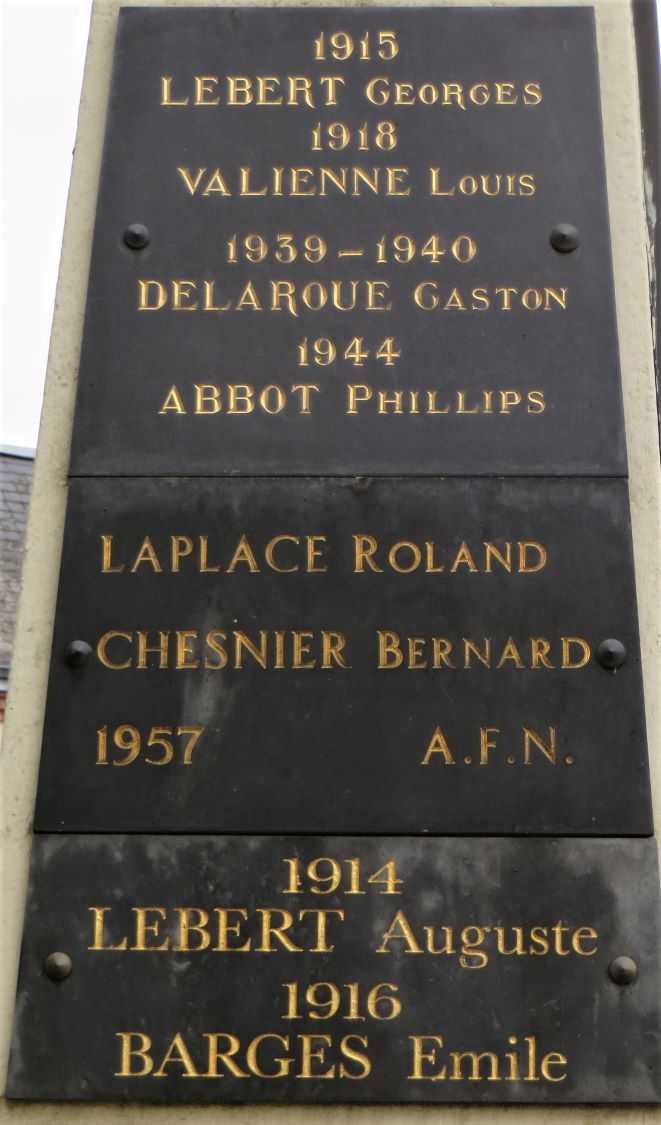 1915
LEBERT GEORGES
1918
VALIENNE LOUIS
1939-1940
DELAROUE GASTON
1944
ABBOT PHILLIPS
LAPLACE ROLAND
CHESNIER BERNARD
1957 A.F.N.
1914
LEBERT Auguste
1916
BARGES Emile